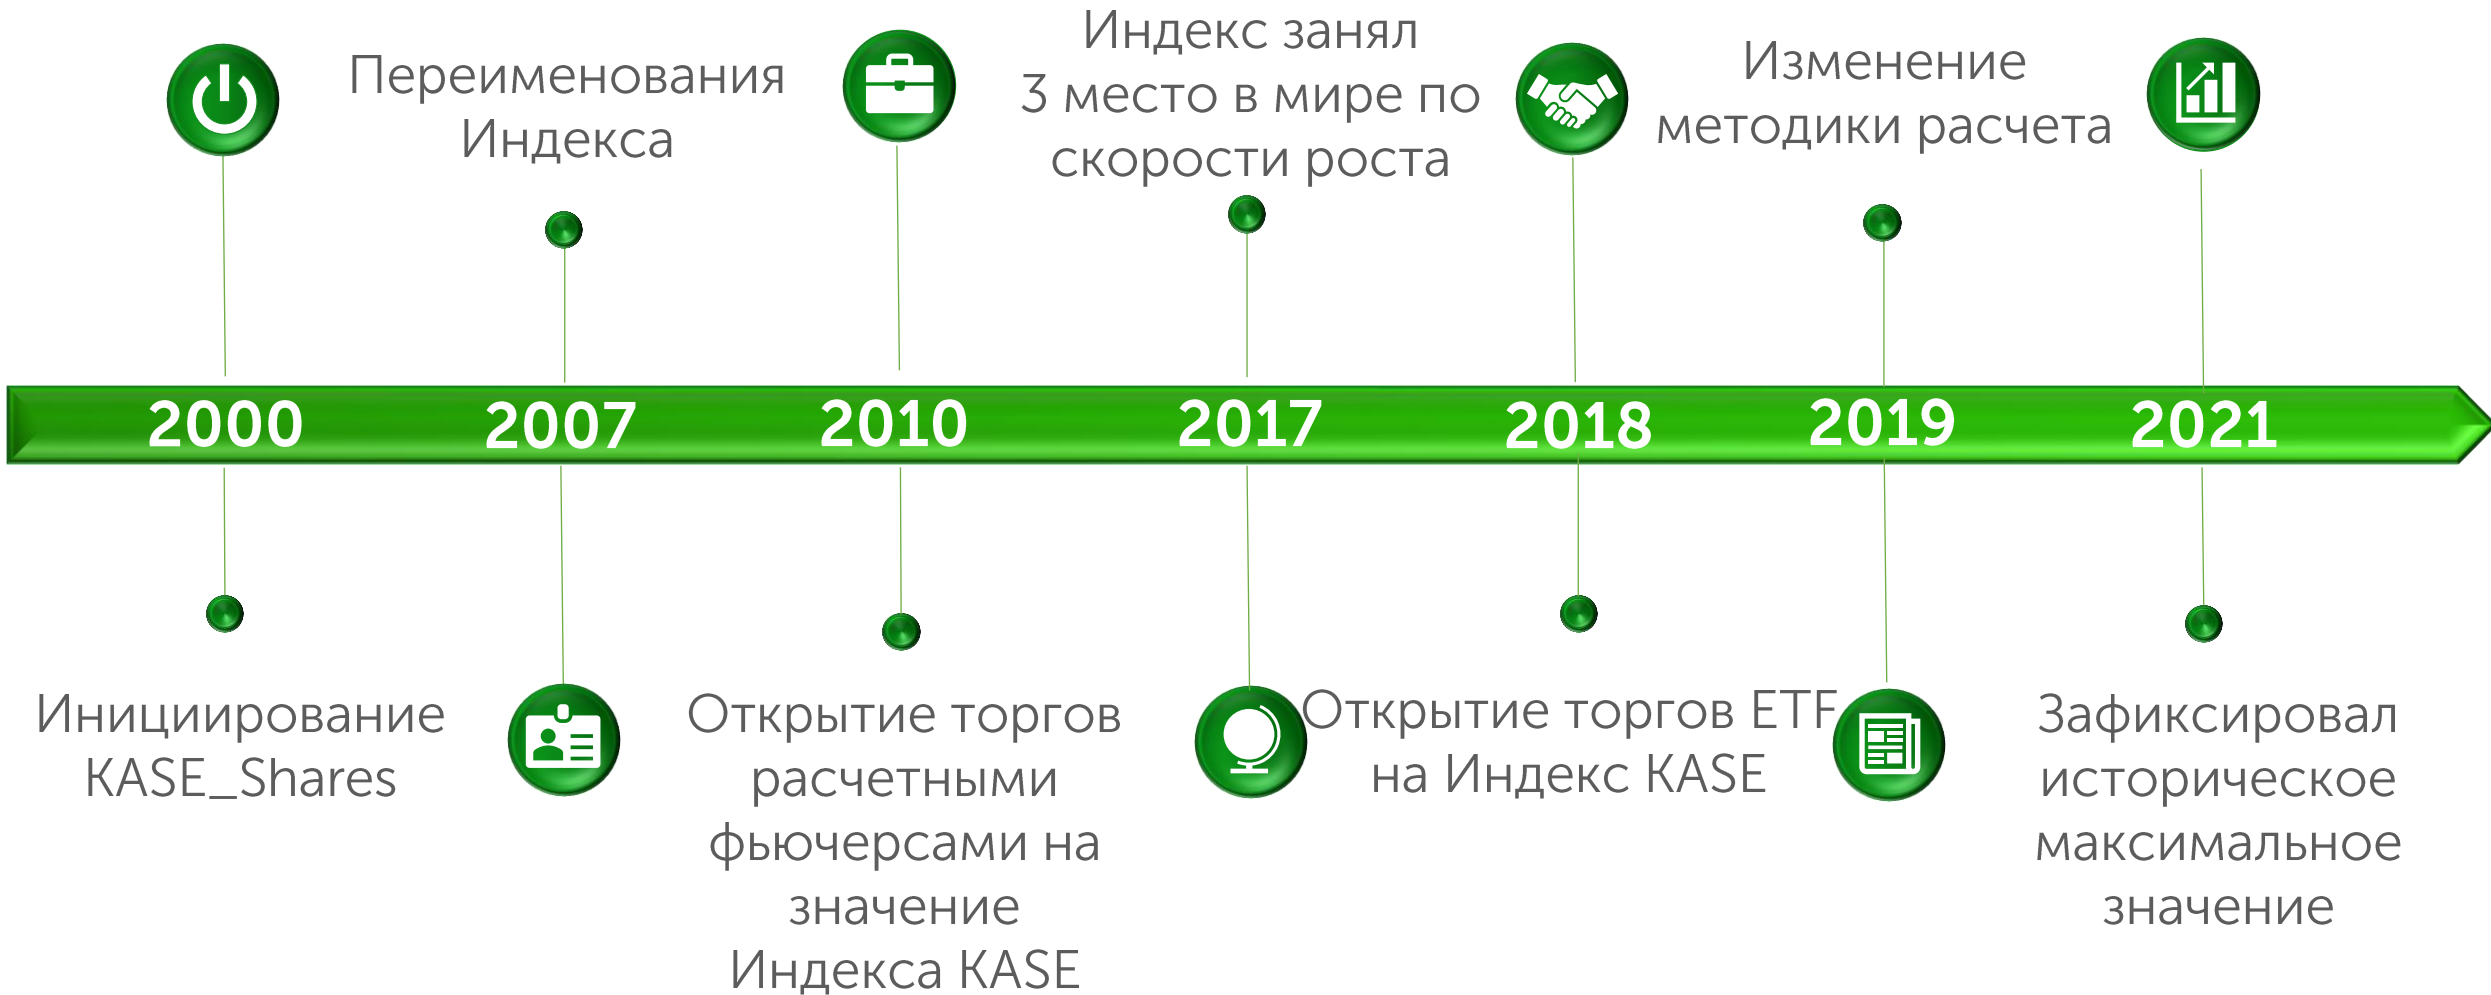 Переименования
Индекса
Индекс занял
3 место в мире по
скорости роста
Изменение
методики расчета
2000
2007
2010
2017
2018
2019
2021
Инициирование
KASE_Shares
Открытие торгов
расчетными
фьючерсами на
значение
Индекса KASE
Открытие торгов ETF
на Индекс KASE
Зафиксировал
историческое
максимальное
значение